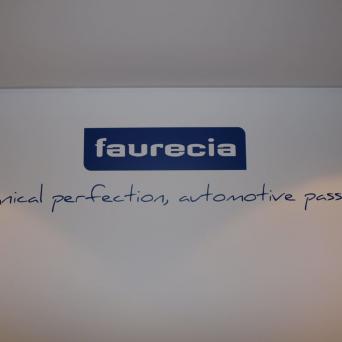 faurecia
nical perfection, automotive pass